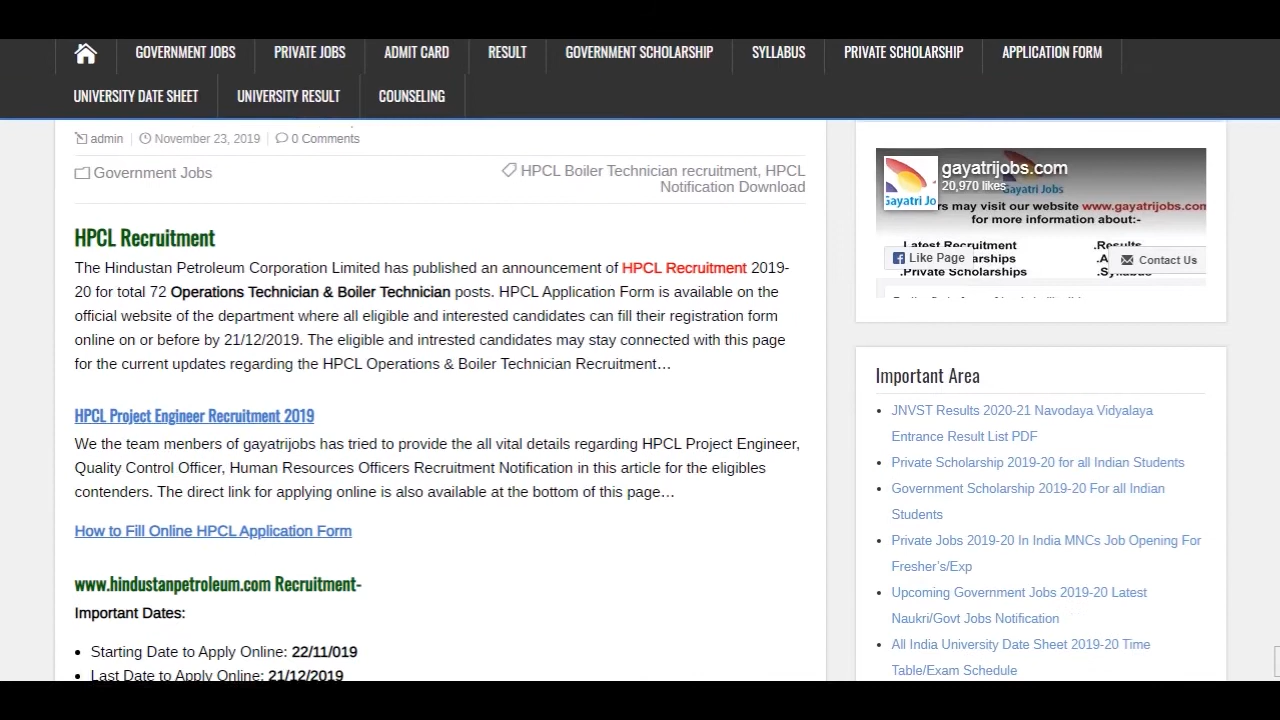 GOVERNMENT JOBS PRIVATE JOBS ADMIT CARD RESULT GOVERNMENT SCHOLARSHIP SYLLABUS PRIVATE SCHOLARSHIP APPLICATION FORM
UNIVERSITY DATE SHEET UNIVERSITY RESULT COUNSELING
admin November 23, 2019 0 Comments
Government Jobs
HPCL Boiler Technician recruitment, HPCL
Notification Download
HPCL Recruitment
The Hindustan Petroleum Corporation Limited has published an announcement of HPCL Recruitment 2019-
20 for total 72 Operations Technician & Boiler Technician posts. HPCL Application Form is available on the
official website of the department where all eligible and interested candidates can fill their registration form
online on or before by 21/12/2019. The eligible and intrested candidates may stay connected with this page
for the current updates regarding the HPCL Operations & Boiler Technician Recruitment…
HPCL Project Engineer Recruitment 2019
We the team menbers of gayatrijobs has tried to provide the all vital details regarding HPCL Project Engineer,
Quality Control Officer, Human Resources Officers Recruitment Notification in this article for the eligibles
contenders. The direct link for applying online is also available at the bottom of this page…
How to Fill Online HPCL Application Form
www.hindustanpetroleum.com Recruitment-
Important Dates:
Starting Date to Apply Online: 22/11/019
Last Date to Apply Online: 21/12/2019
gayatrijobs.com
20,970 likes
Gayatri Jobs
Gayatri Jo
rs may visit our website www.gayatrijobs.com
for more information about:-
.Latest Recruitment .Results
arships
Like Page
Contact Us
.Private Scholarships
Important Area
JNVST Results 2020-21 Navodaya Vidyalaya
Entrance Result List PDF
Private Scholarship 2019-20 for all Indian Students
Government Scholarship 2019-20 For all Indian
Students
Private Jobs 2019-20 In India MNCs Job Opening For
Fresher's/Exp
Upcoming Government Jobs 2019-20 Latest
Naukri/Govt Jobs Notification
All India University Date Sheet 2019-20 Time
Table/Exam Schedule